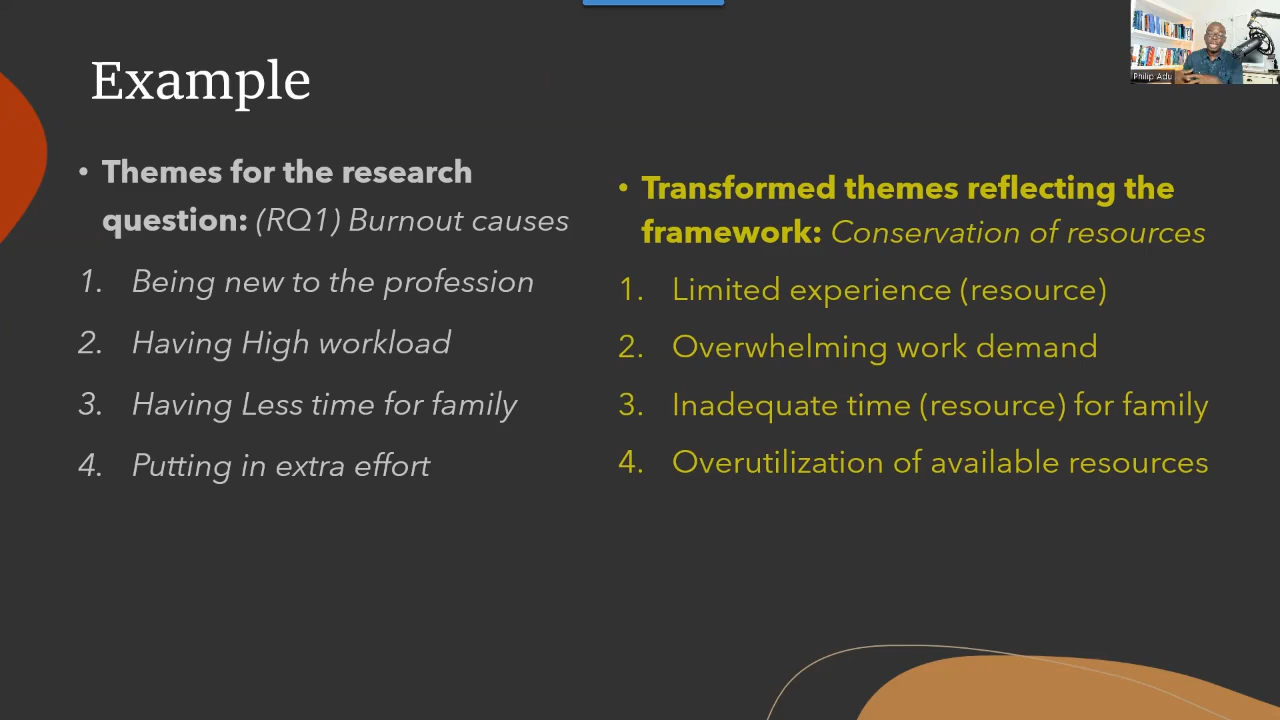 Example
Philip Adu
• Themes for the research
question: (RQ1) Burnout causes
1. Being new to the profession
2. Having High workload
3. Having Less time for family
4. Putting in extra effort
• Transformed themes reflecting the
framework: Conservation of resources
1. Limited experience (resource)
2. Overwhelming work demand
3. Inadequate time (resource) for family
4. Overutilization of available resources